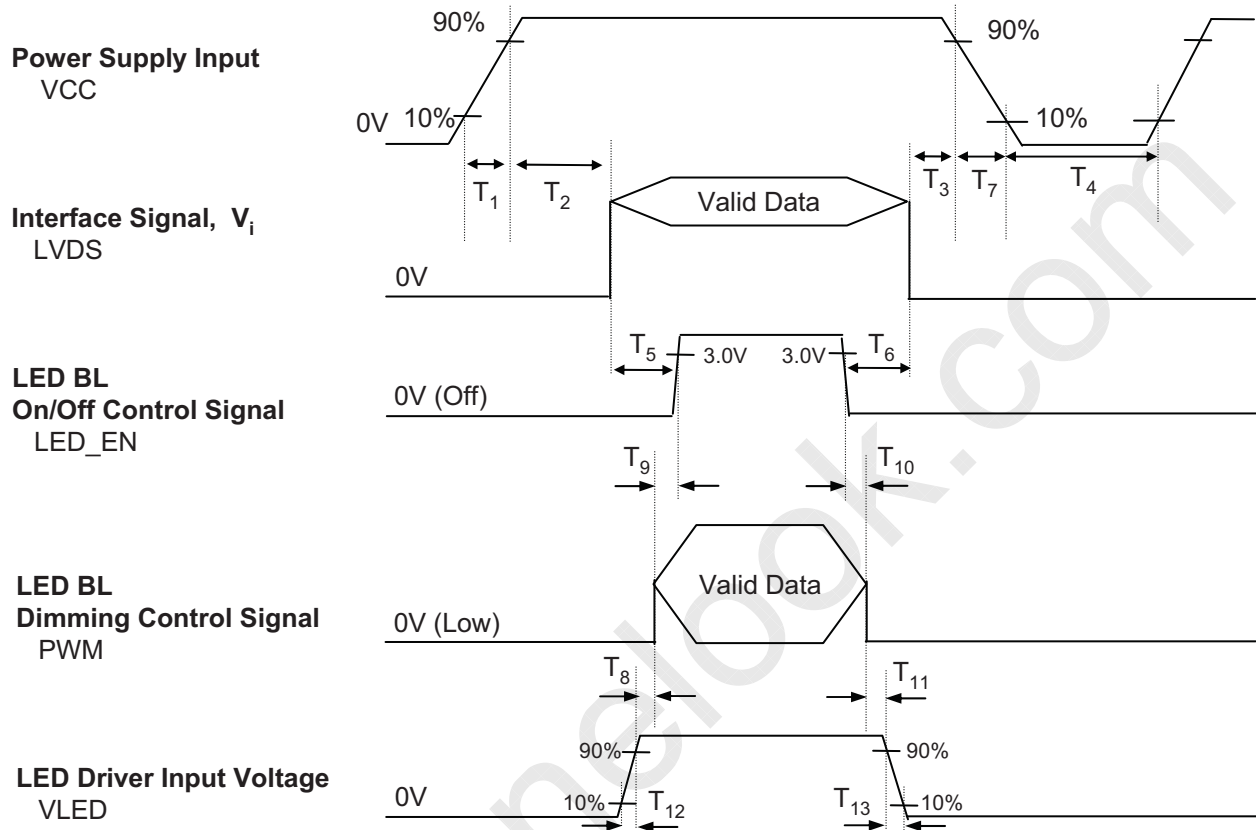 90%
90%
Power Supply Input
VCC
0V
10%
10%
T1
T2
T3
T7
T4
Interface Signal, Vi
LVDS
Valid Data
0V
LED BL
On/Off Control Signal
LED_EN
T5
3.0V
3.0V
T6
0V (Off)
T9
T10
LED BL
Dimming Control Signal
PWM
Valid Data
0V (Low)
T8
T11
LED Driver Input Voltage
VLED
90%
90%
0V
10%
T12
T13
10%
nelook.com